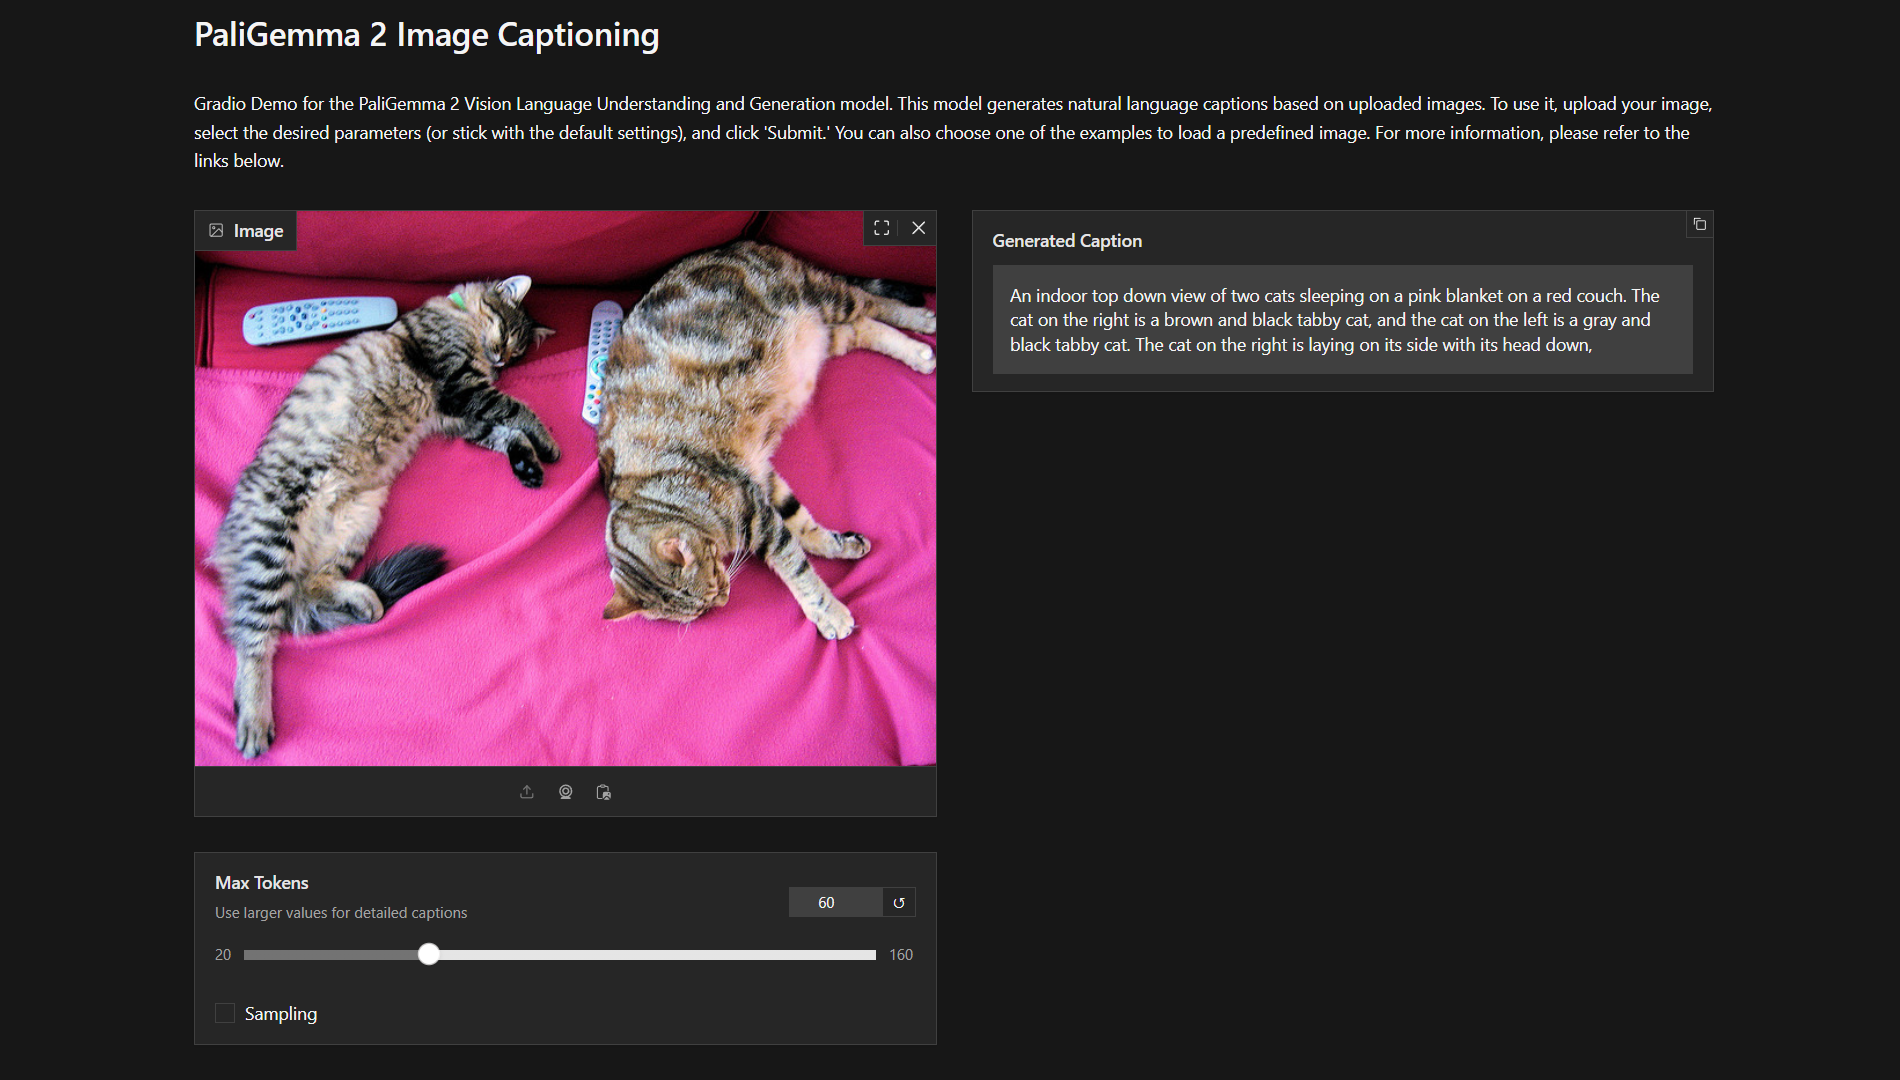 PaliGemma 2 Image Captioning
Gradio Demo for the PaliGemma 2 Vision Language Understanding and Generation model. This model generates natural language captions based on uploaded images. To use it, upload your image,
select the desired parameters (or stick with the default settings), and click 'Submit.' You can also choose one of the examples to load a predefined image. For more information, please refer to the
links below.
Image
Generated Caption
An indoor top down view of two cats sleeping on a pink blanket on a red couch. The
cat on the right is a brown and black tabby cat, and the cat on the left is a gray and
black tabby cat. The cat on the right is laying on its side with its head down,
Max Tokens
Use larger values for detailed captions
60
20
160
Sampling